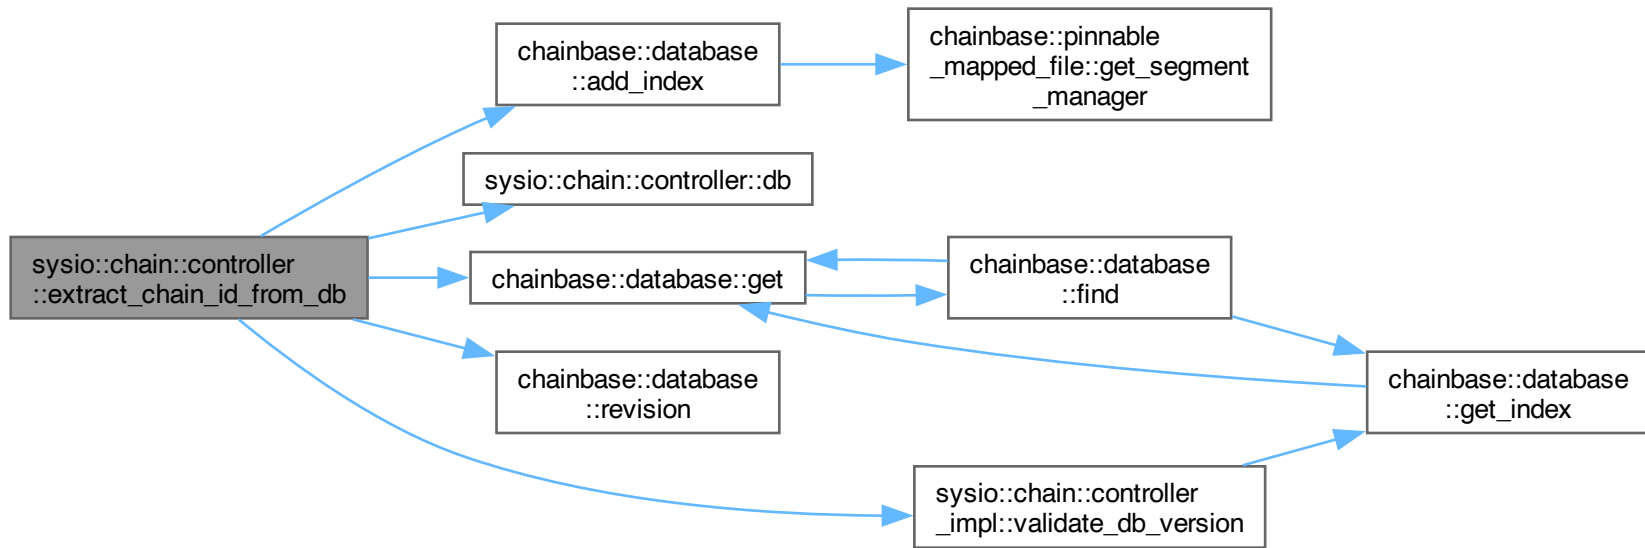 chainbase::database
::add_index
chainbase::pinnable
_mapped_file::get_segment
_manager
sysio::chain::controller::db
sysio::chain::controller
::extract_chain_id_from_db
chainbase::database::get
chainbase::database
::find
chainbase::database
::revision
chainbase::database
::get_index
sysio::chain::controller
_impl::validate_db_version